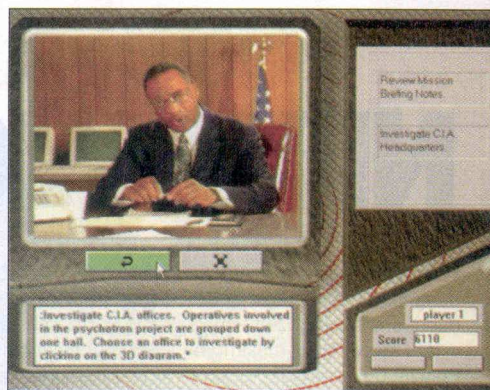 Review Mission
Briefing Notes
Investigate C.I.A.
Headquarters
:Investigate C.I.A. offices. Operatives involved
in the psychotron project are grouped down
one hall. Choose an office to investigate by
clicking on the 3D diagram.*
player 1
Score 6110